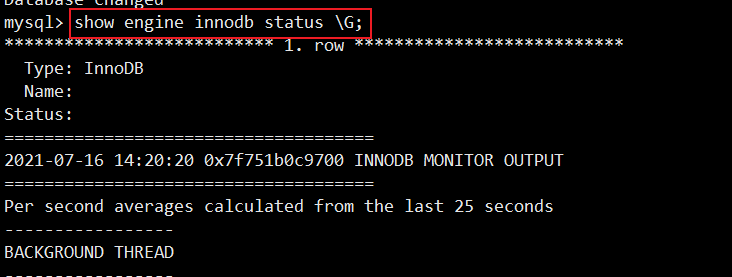 Database changed
mysql> show engine innodb status \G;
*************************** 1. row ***************************
  Type: InnoDB
  Name:
Status:
=====================================
2021-07-16 14:20:20 0x7f751b0c9700 INNODB MONITOR OUTPUT
=====================================
Per second averages calculated from the last 25 seconds
-----------------
BACKGROUND THREAD
-----------------